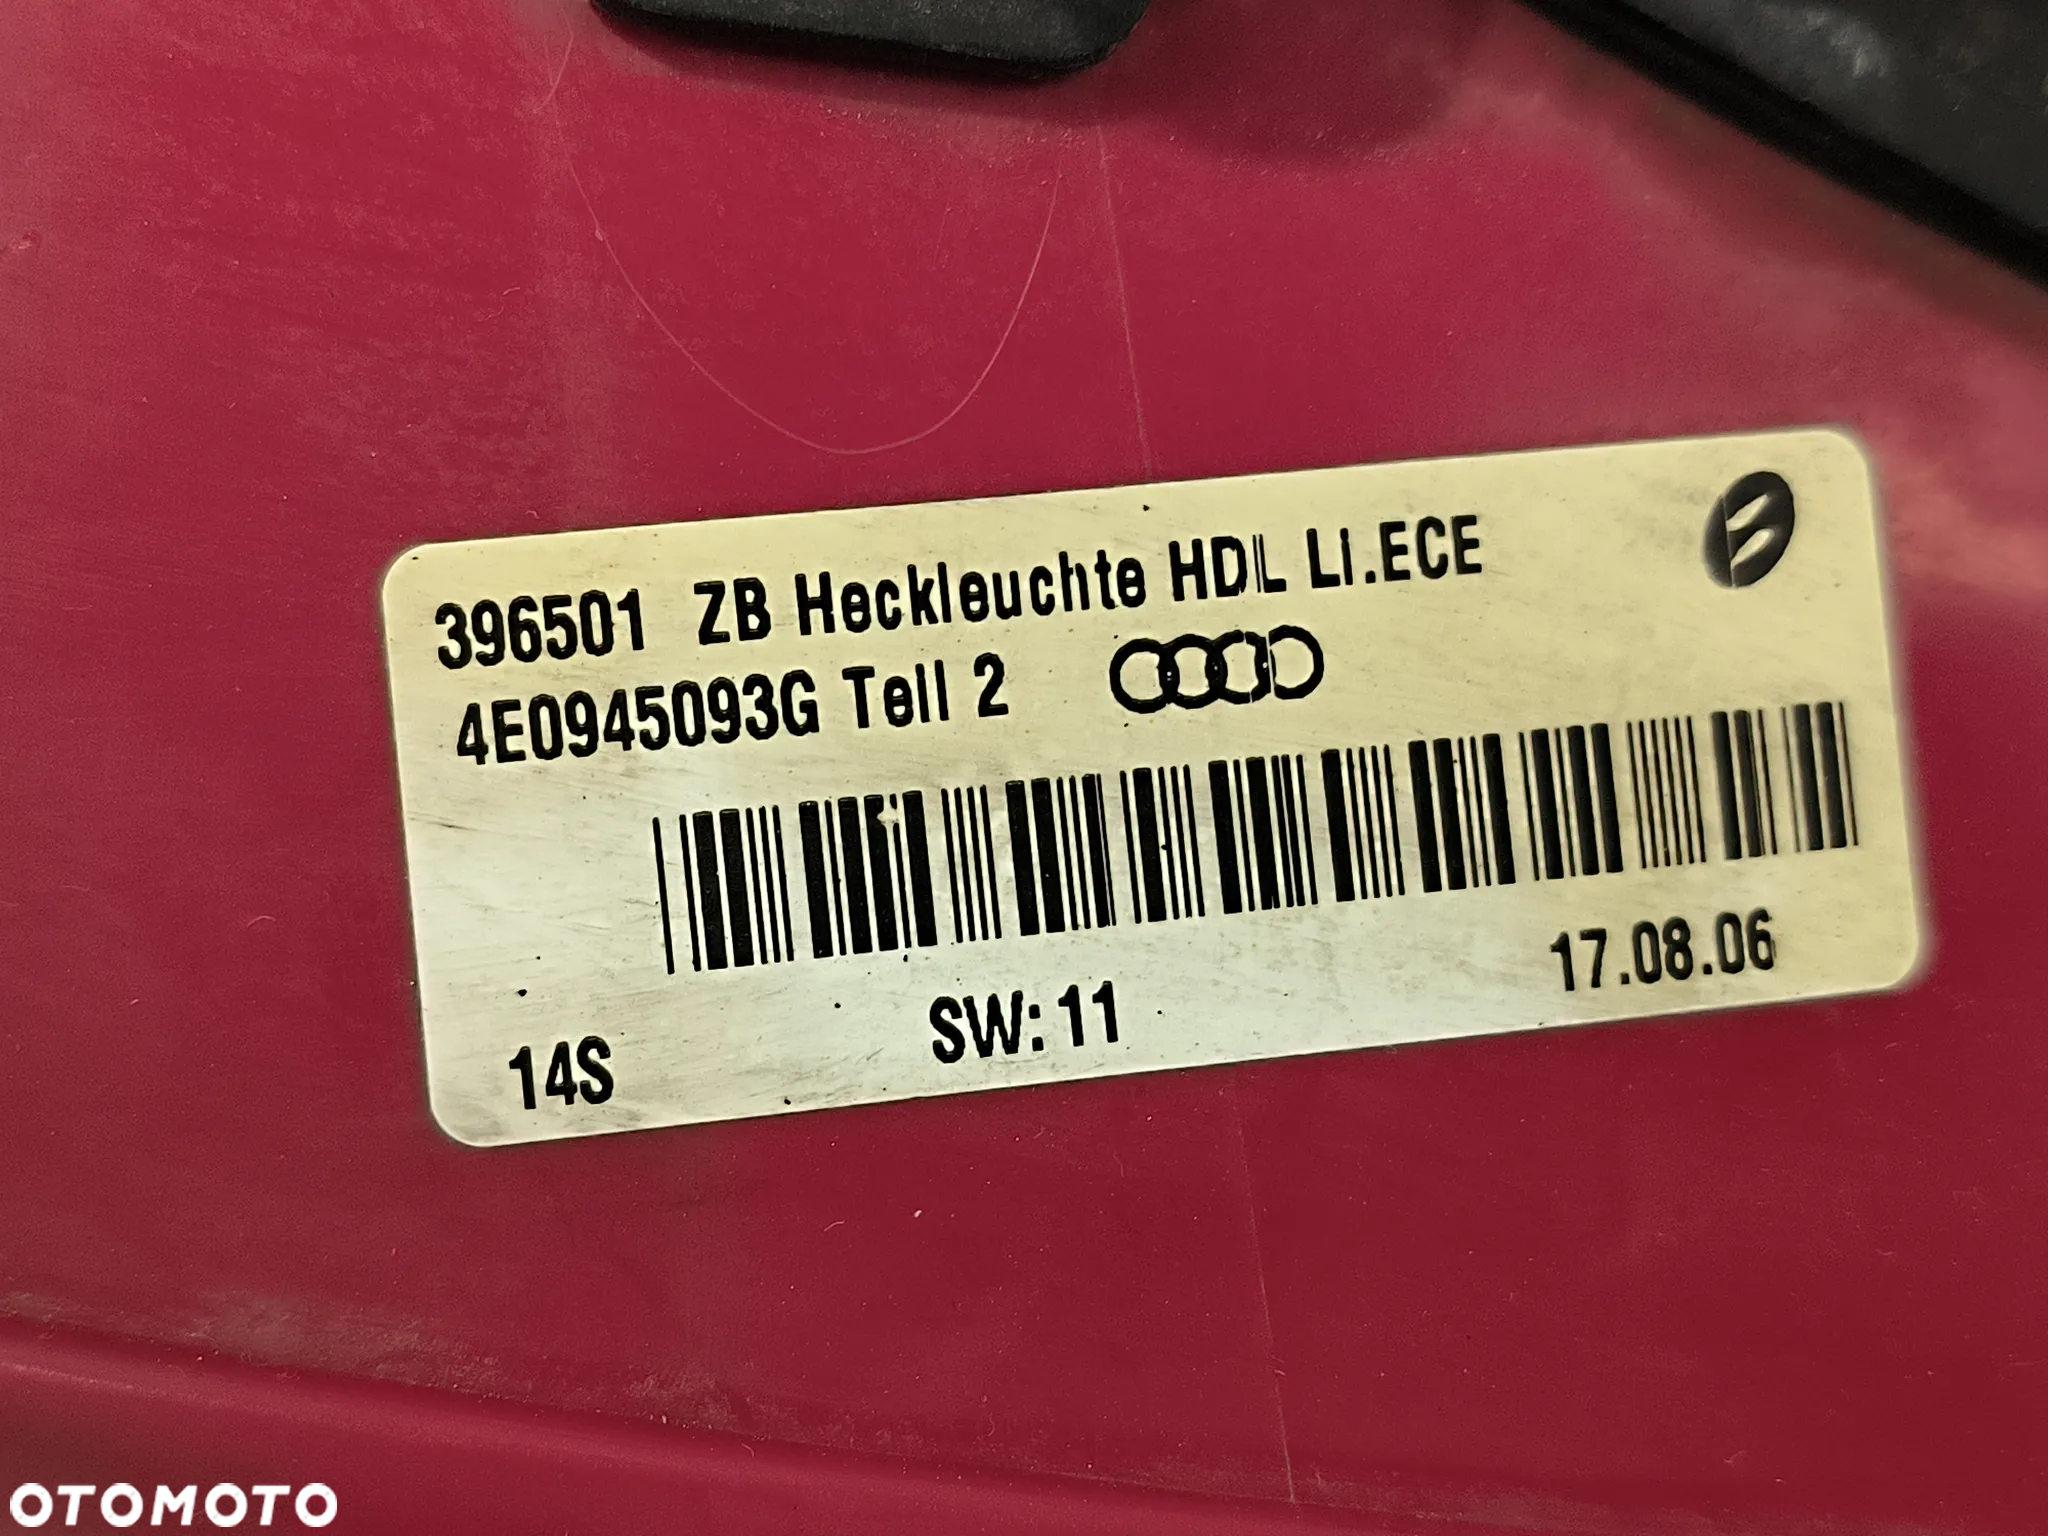 396501 ZB Heckleuchte HDL Li.ECE
4E0945093G Teil 2
14S SW: 11 17.08.06
OTOMOTO